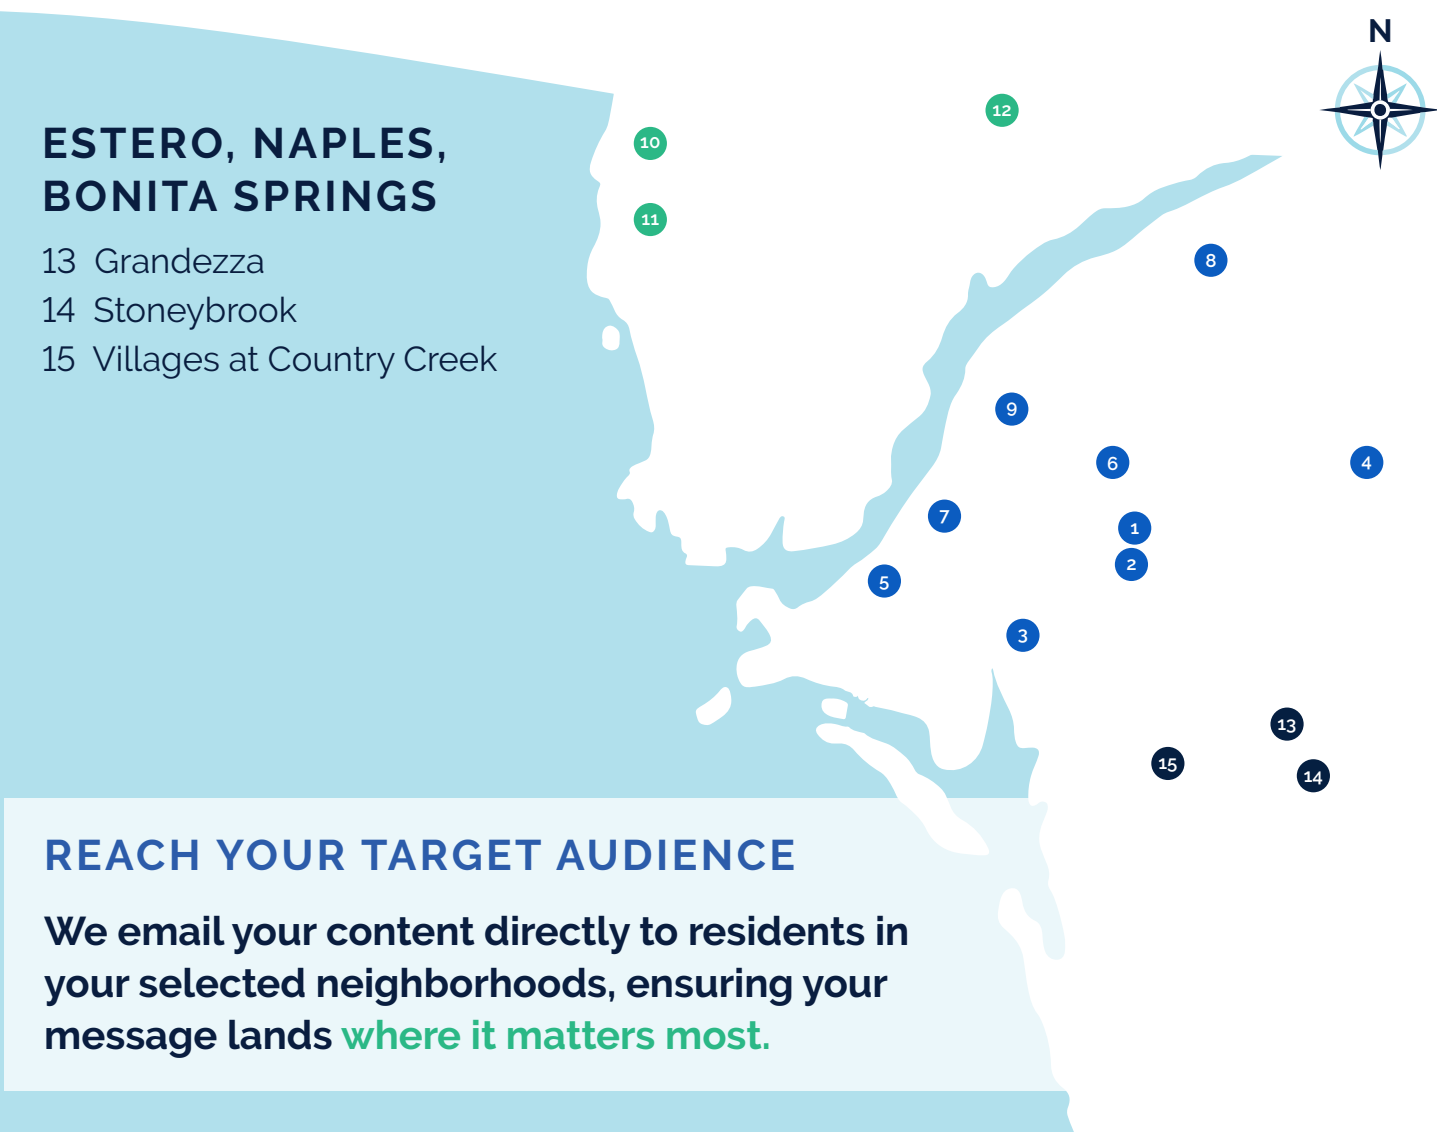 N
ESTERO, NAPLES,
BONITA SPRINGS
13 Grandezza
14 Stoneybrook
15 Villages at Country Creek
12
10
11
8
9
6
4
7
1
2
5
3
13
15
14
REACH YOUR TARGET AUDIENCE
We email your content directly to residents in
your selected neighborhoods, ensuring your
message lands where it matters most.